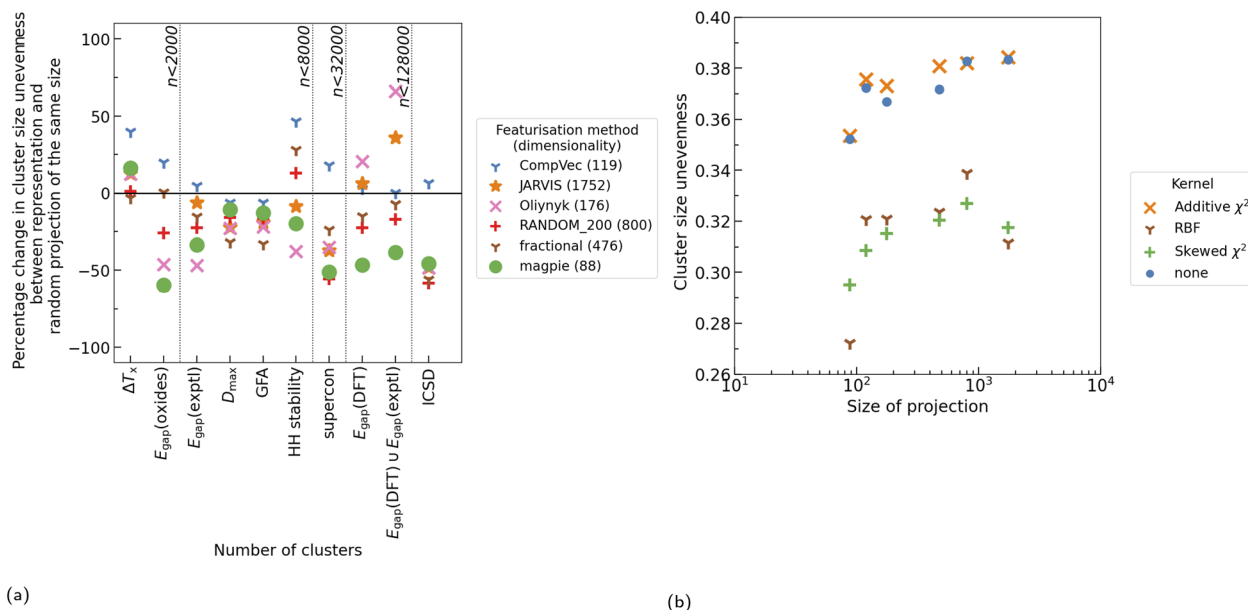 Percentage change in cluster size unevenness
between representation and
random projection of the same size
100
50
0
−50
−100
n<2000
n<8000
n<32000
n<128000
ΔTx
Egap(oxides)
Egap(exptl)
Dmax
GFA
HH stability
supercon
Egap(DFT)
Egap(DFT) ∪ Egap(exptl)
ICSD
Number of clusters
Featurisation method
(dimensionality)
CompVec (119)
JARVIS (1752)
Oliynyk (176)
RANDOM_200 (800)
fractional (476)
magpie (88)
(a)
Cluster size unevenness
0.40
0.38
0.36
0.34
0.32
0.30
0.28
0.26
10¹
10²
10³
10⁴
Size of projection
Kernel
Additive χ²
RBF
Skewed χ²
none
(b)